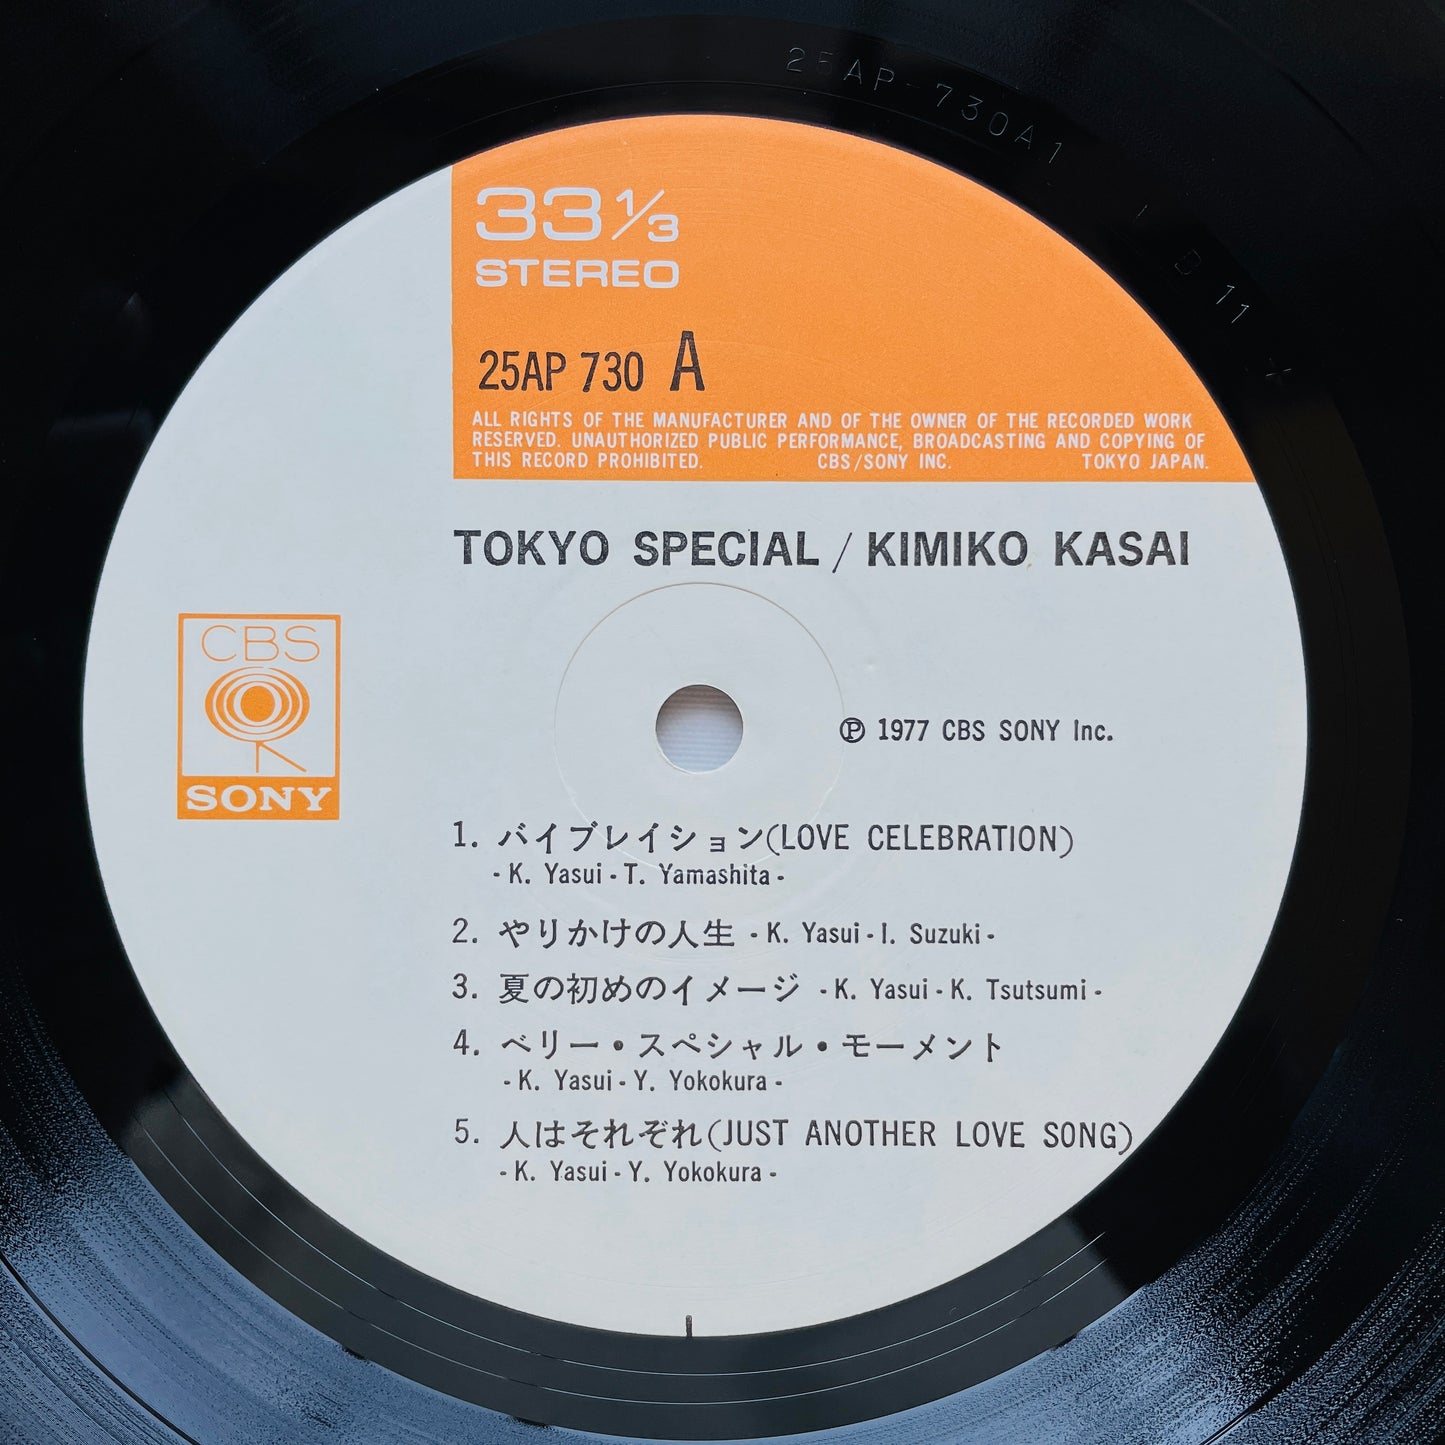 25AP-730A1
1 B 11
33 1/3
STEREO
25AP 730 A
ALL RIGHTS OF THE MANUFACTURER AND OF THE OWNER OF THE RECORDED WORK
RESERVED. UNAUTHORIZED PUBLIC PERFORMANCE, BROADCASTING AND COPYING OF
THIS RECORD PROHIBITED. CBS/SONY INC. TOKYO JAPAN.
TOKYO SPECIAL / KIMIKO KASAI
CBS
SONY
℗ 1977 CBS SONY Inc.
1. バイブレイション(LOVE CELEBRATION)
- K. Yasui - T. Yamashita -
2. やりかけの人生 - K. Yasui - I. Suzuki -
3. 夏の初めのイメージ - K. Yasui - K. Tsutsumi -
4. ベリー・スペシャル・モーメント
- K. Yasui - Y. Yokokura -
5. 人はそれぞれ(JUST ANOTHER LOVE SONG)
- K. Yasui - Y. Yokokura -